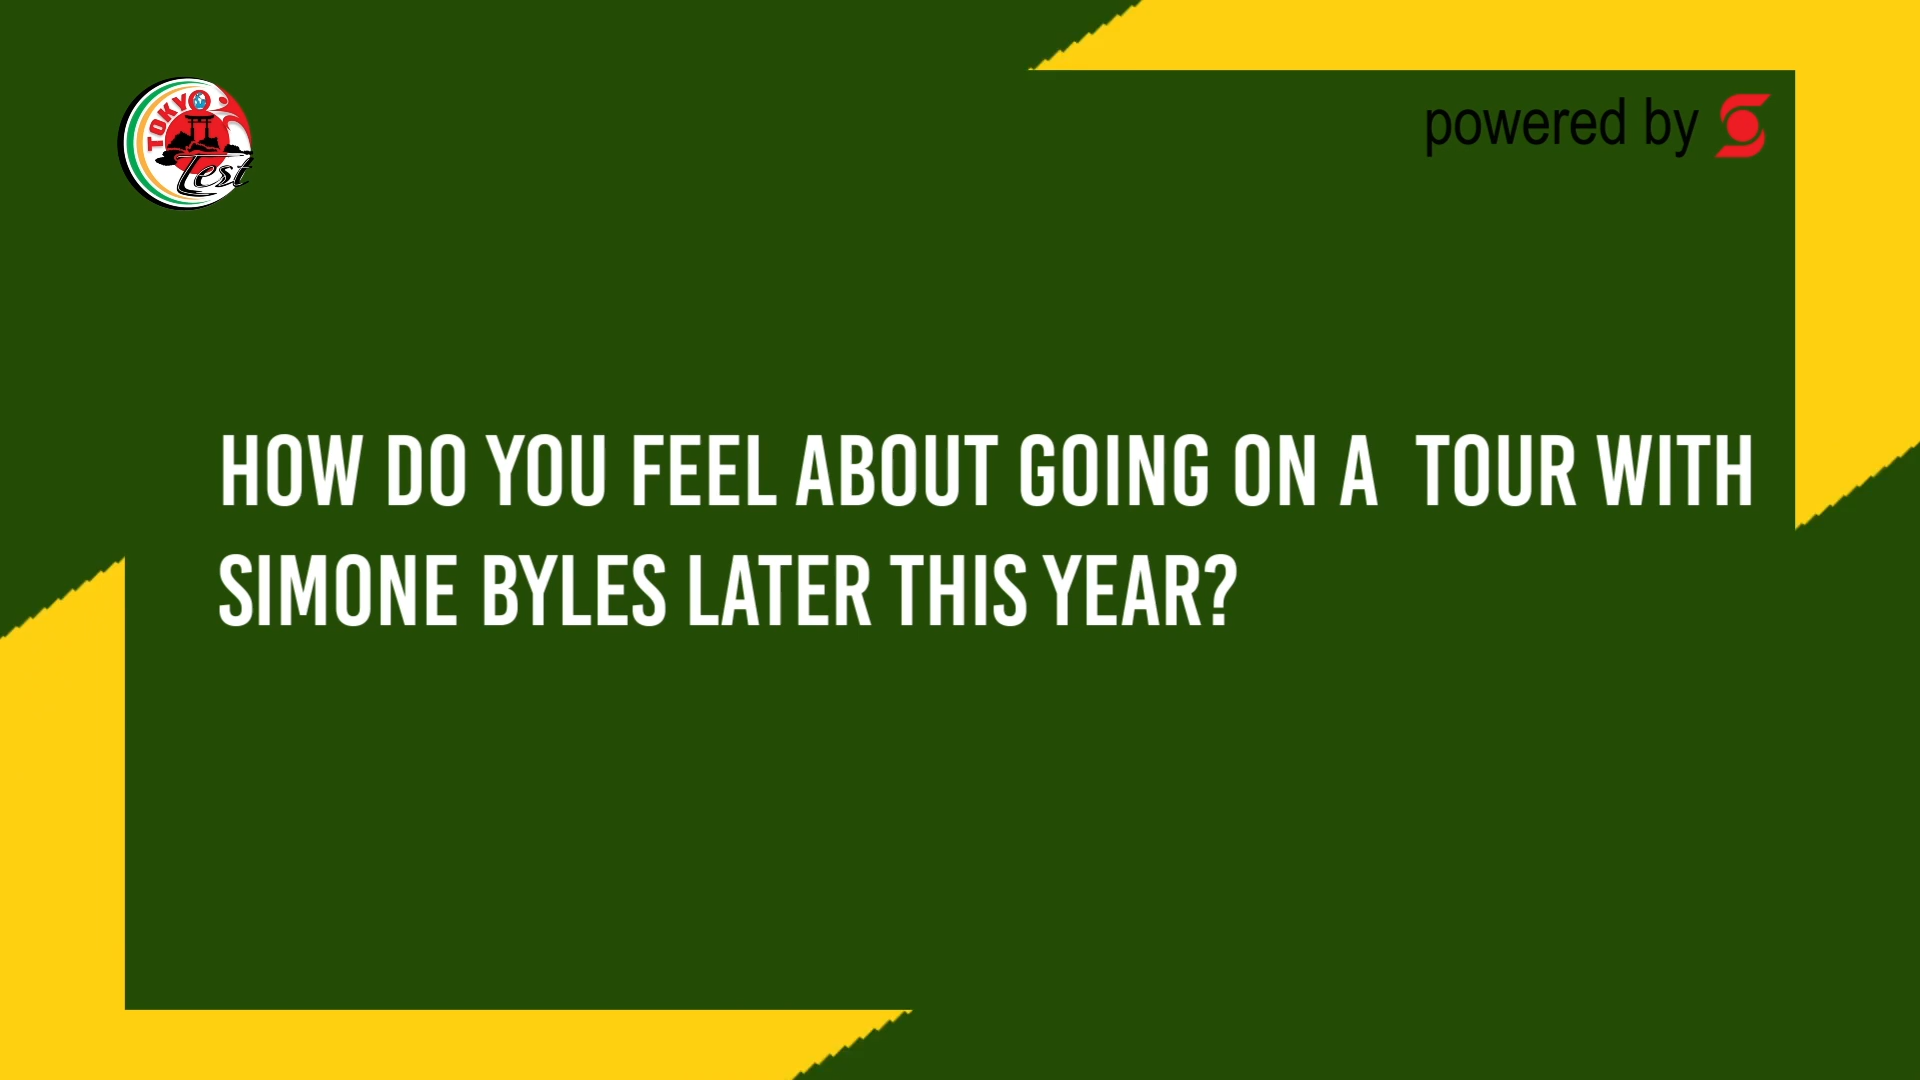 TOKYO
Test
powered by
HOW DO YOU FEEL ABOUT GOING ON A  TOUR WITH
SIMONE BYLES LATER THIS YEAR?